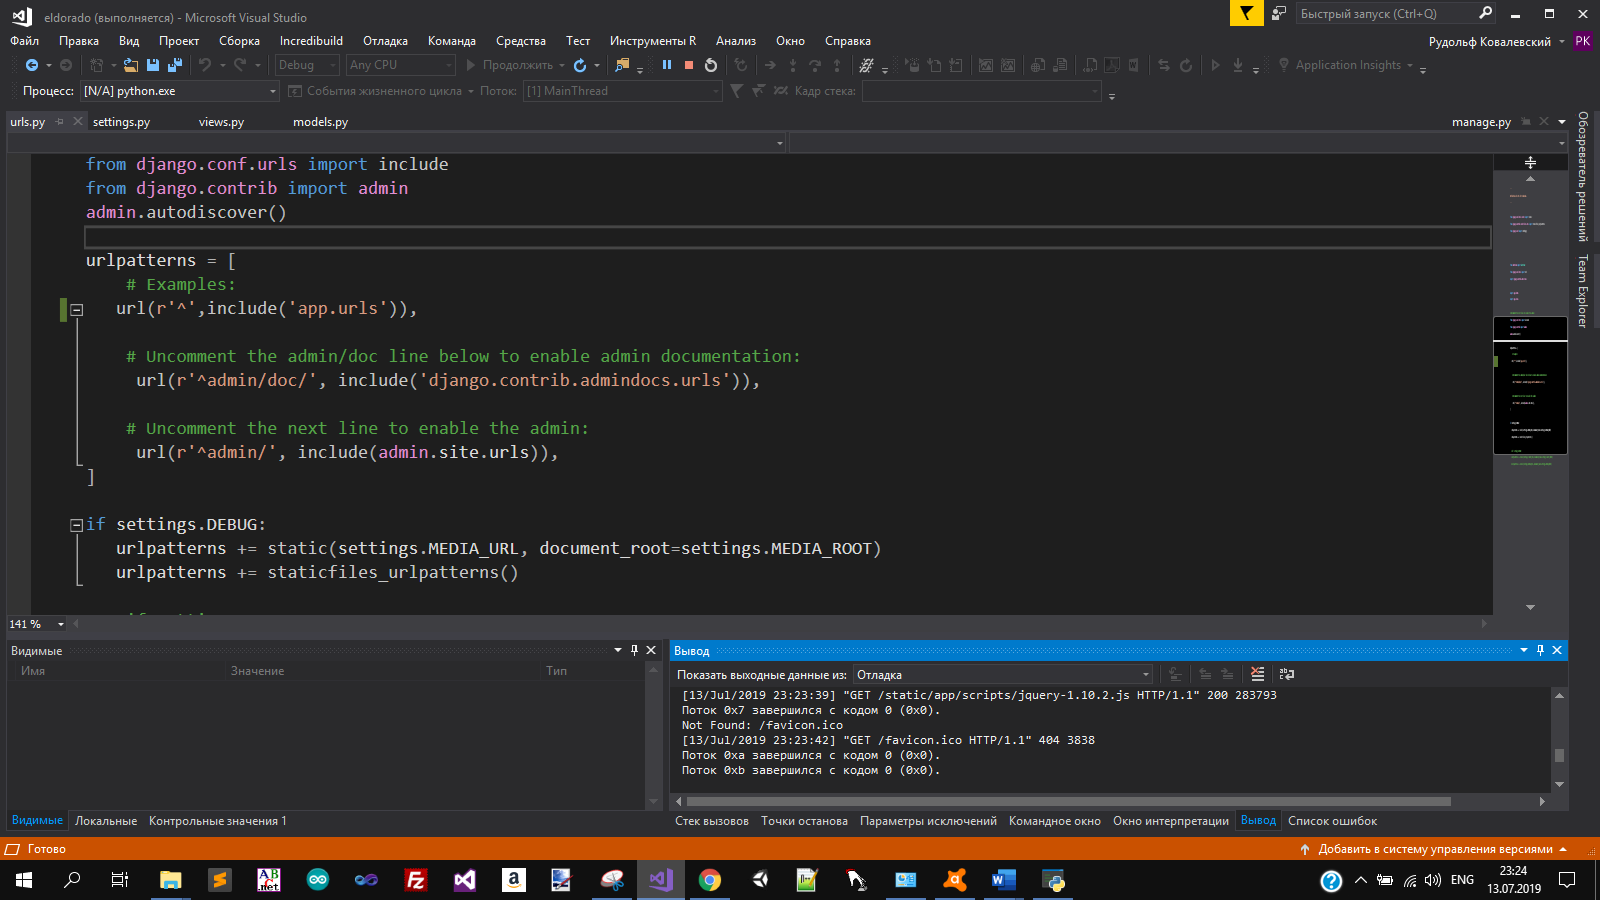 eldorado (выполняется) - Microsoft Visual Studio
Быстрый запуск (Ctrl+Q)
Файл Правка Вид Проект Сборка Incredibuild Отладка Команда Средства Тест Инструменты R Анализ Окно Справка
Рудольф Ковалевский РК
Debug Any CPU Продолжить Application Insights
Процесс: [N/A] python.exe События жизненного цикла Поток: [1] MainThread Кадр стека:
urls.py settings.py views.py models.py manage.py
from django.conf.urls import include
from django.contrib import admin
admin.autodiscover()
urlpatterns = [
# Examples:
url(r'^',include('app.urls')),
# Uncomment the admin/doc line below to enable admin documentation:
url(r'^admin/doc/', include('django.contrib.admindocs.urls')),
# Uncomment the next line to enable the admin:
url(r'^admin/', include(admin.site.urls)),
]
if settings.DEBUG:
urlpatterns += static(settings.MEDIA_URL, document_root=settings.MEDIA_ROOT)
urlpatterns += staticfiles_urlpatterns()
Обозреватель решений
Team Explorer
141 %
Видимые
Имя Значение Тип
Видимые Локальные Контрольные значения 1
Вывод
Показать выходные данные из: Отладка
[13/Jul/2019 23:23:39] "GET /static/app/scripts/jquery-1.10.2.js HTTP/1.1" 200 283793
Поток 0x7 завершился с кодом 0 (0x0).
Not Found: /favicon.ico
[13/Jul/2019 23:23:42] "GET /favicon.ico HTTP/1.1" 404 3838
Поток 0xa завершился с кодом 0 (0x0).
Поток 0xb завершился с кодом 0 (0x0).
Стек вызовов Точки останова Параметры исключений Командное окно Окно интерпретации Вывод Список ошибок
Готово
Добавить в систему управления версиями
ENG
23:24
13.07.2019